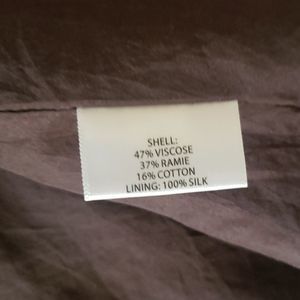 SHELL:
47% VISCOSE
37% RAMIE
16% COTTON
LINING: 100% SILK